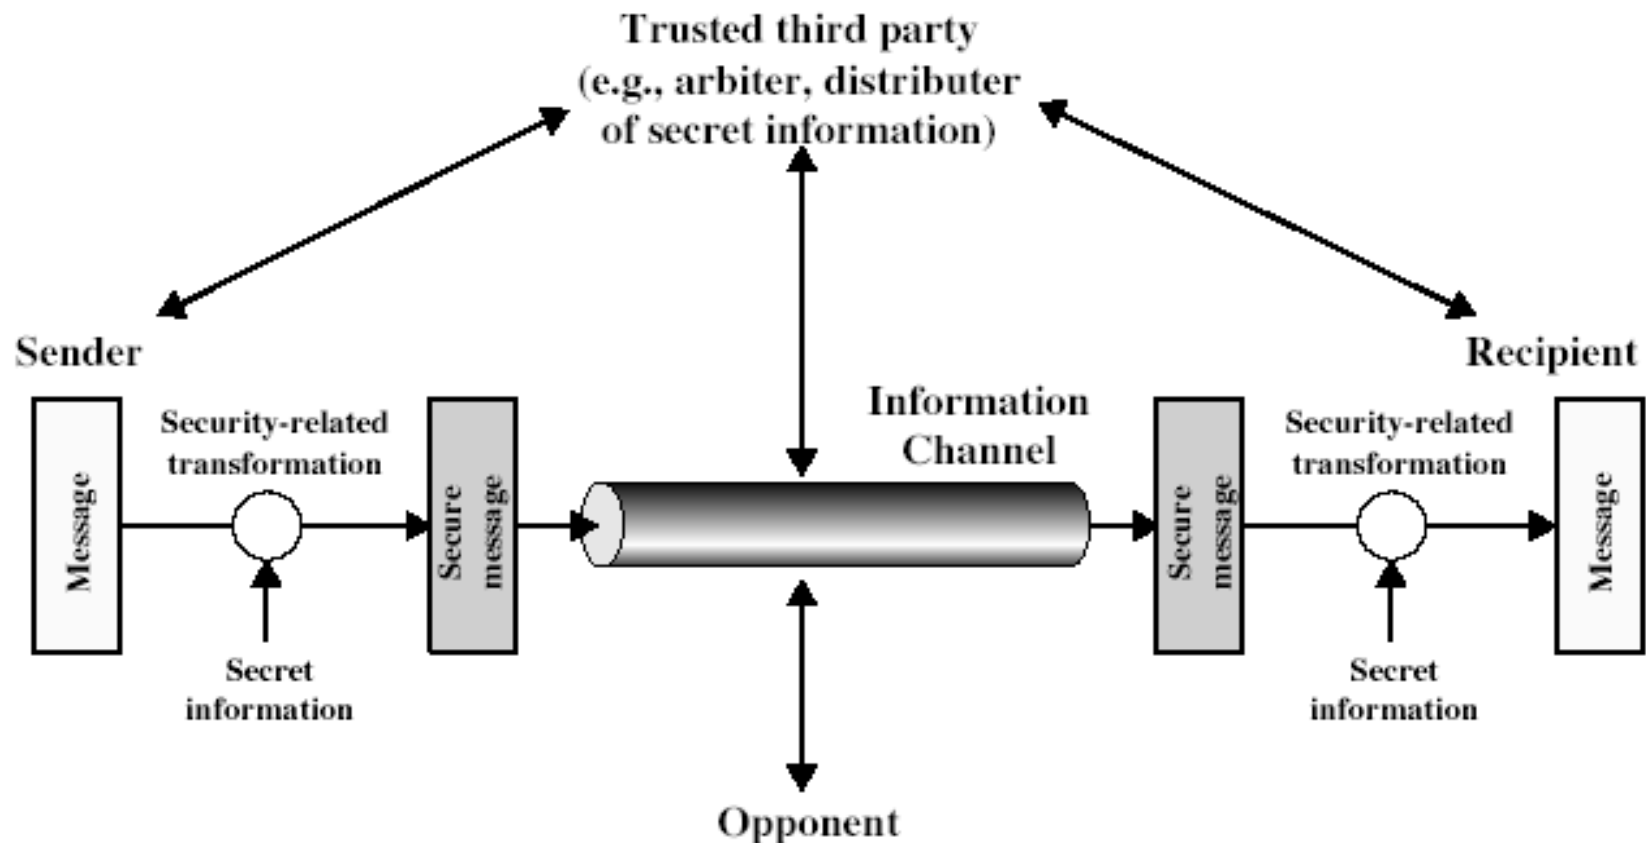 Trusted third party
(e.g., arbiter, distributer
of secret information)
Sender
Recipient
Information
Channel
Security-related
transformation
Security-related
transformation
Message
Secure
message
Secure
message
Message
Secret
information
Secret
information
Opponent